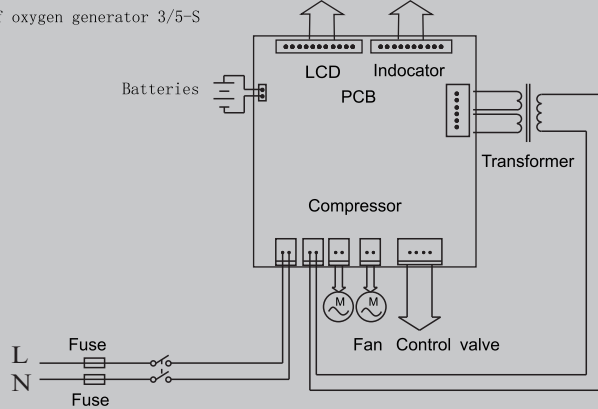 f oxygen generator 3/5-S
LCD
Indocator
Batteries
PCB
Transformer
Compressor
M
M
Fan
Control valve
L
Fuse
N
Fuse